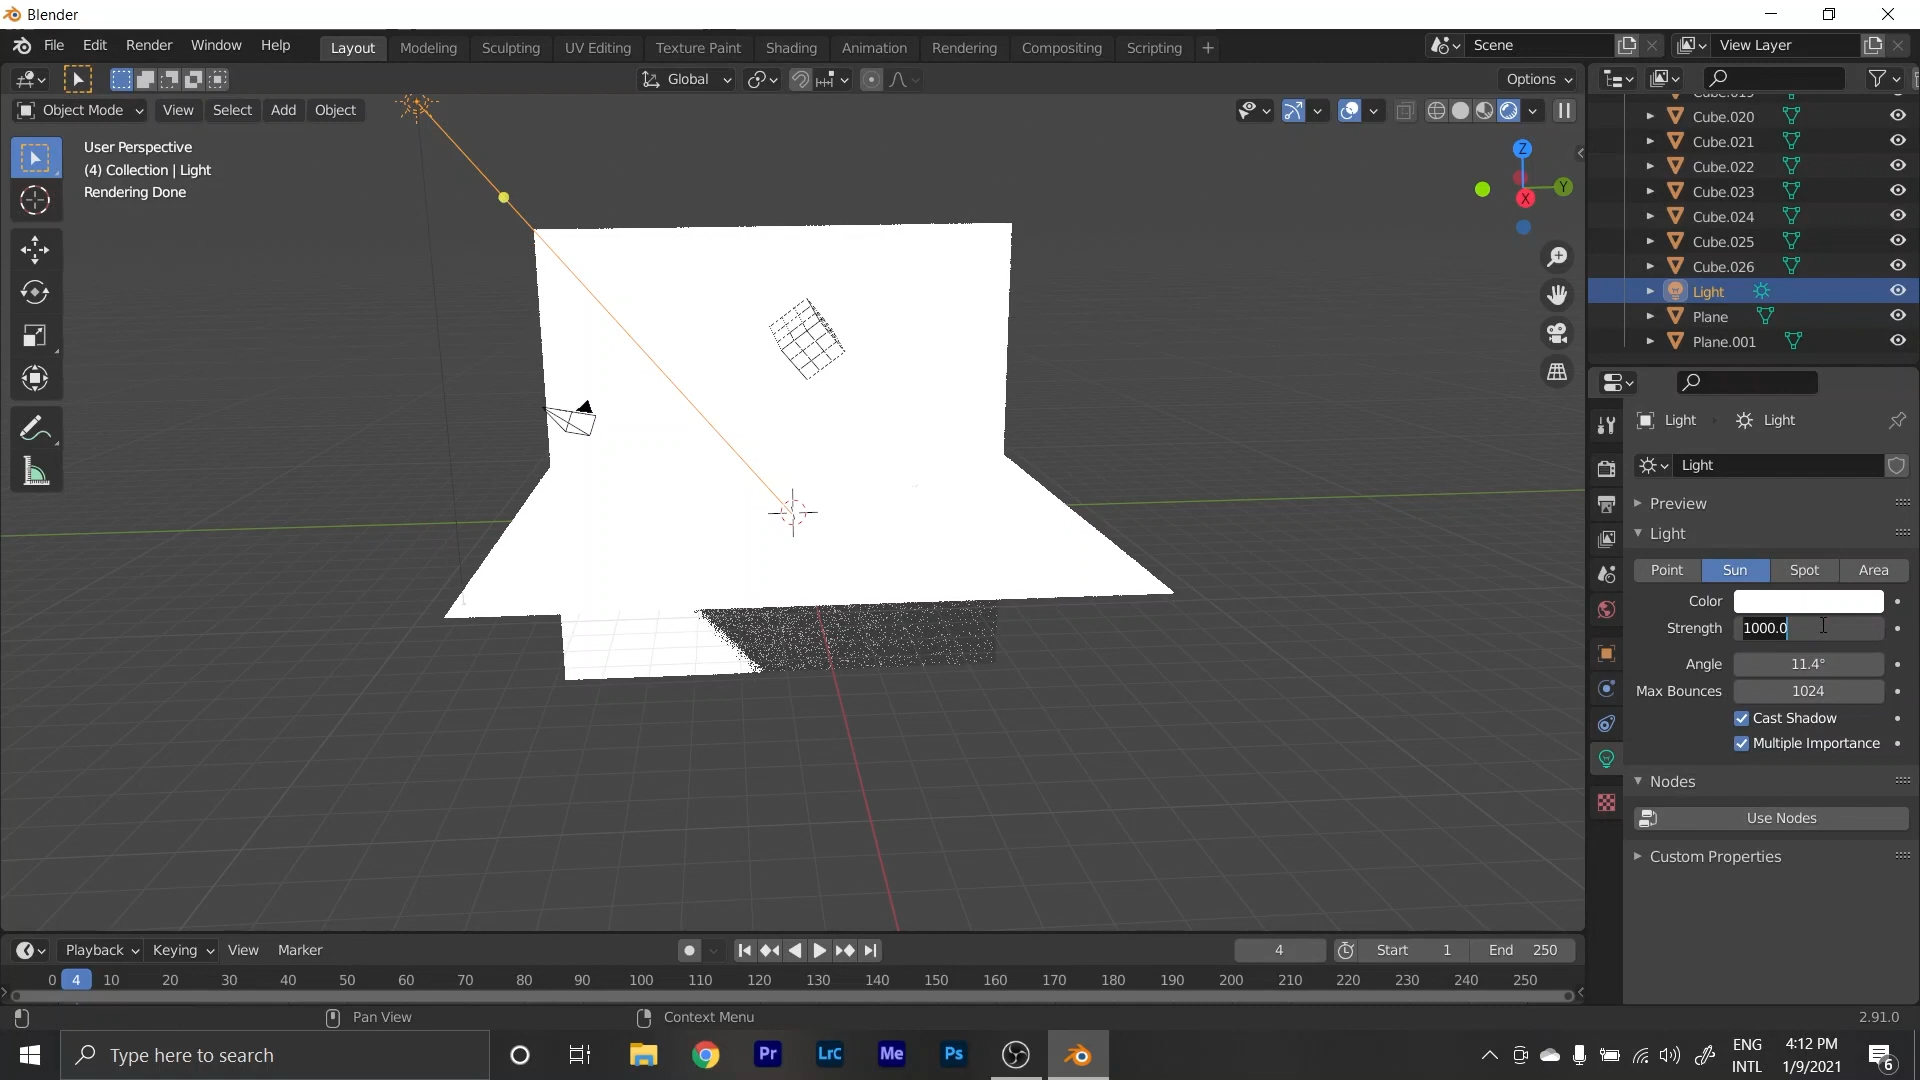 Blender
File Edit Render Window Help Layout Modeling Sculpting UV Editing Texture Paint Shading Animation Rendering Compositing Scripting + Scene View Layer
Global Options
Object Mode View Select Add Object
User Perspective
(4) Collection | Light
Rendering Done
Z
Y
X
Cube.020
Cube.021
Cube.022
Cube.023
Cube.024
Cube.025
Cube.026
Light
Plane
Plane.001
Light Light
Light
Preview
Light
Point Sun Spot Area
Color
Strength 1000.0
Angle 11.4°
Max Bounces 1024
Cast Shadow
Multiple Importance
Nodes
Use Nodes
Custom Properties
Playback Keying View Marker 4 Start 1 End 250
0 4 10 20 30 40 50 60 70 80 90 100 110 120 130 140 150 160 170 180 190 200 210 220 230 240 250
Pan View Context Menu 2.91.0
Type here to search Pr LrC Me Ps ENG 4:12 PM
INTL 1/9/2021 6